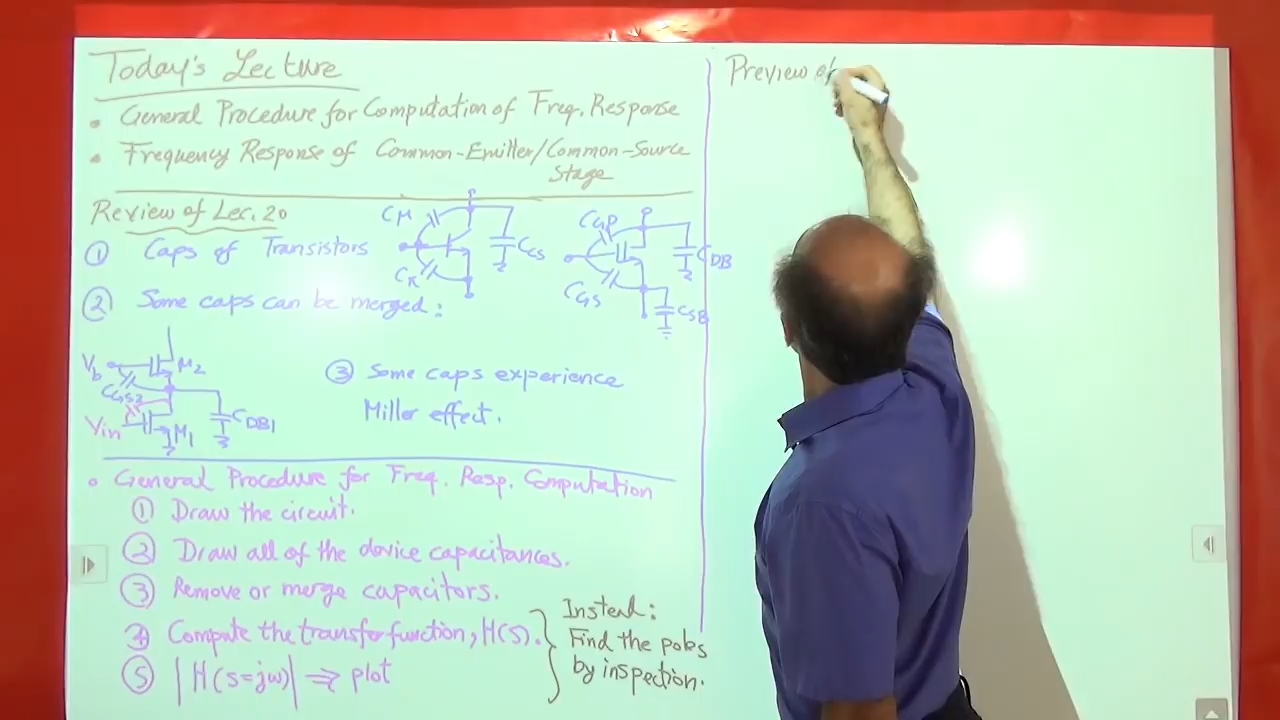 Today's Lecture
• General Procedure for Computation of Freq. Response
• Frequency Response of Common-Emitter/Common-Source
Stage
Review of Lec. 20
① Caps of Transistors
Cμ
CCS
Cπ
CGD
CDB
CGS
CSB
② Some caps can be merged:
Vb
M2
CGS2
Vin
M1
CDB1
③ Some caps experience
Miller effect.
• General Procedure for Freq. Resp. Computation
① Draw the circuit.
② Draw all of the device capacitances.
③ Remove or merge capacitors.
④ Compute the transfer function, H(s).
⑤ |H(s=jω)| ⇒ plot
Instead:
Find the poles
by inspection.
Preview of